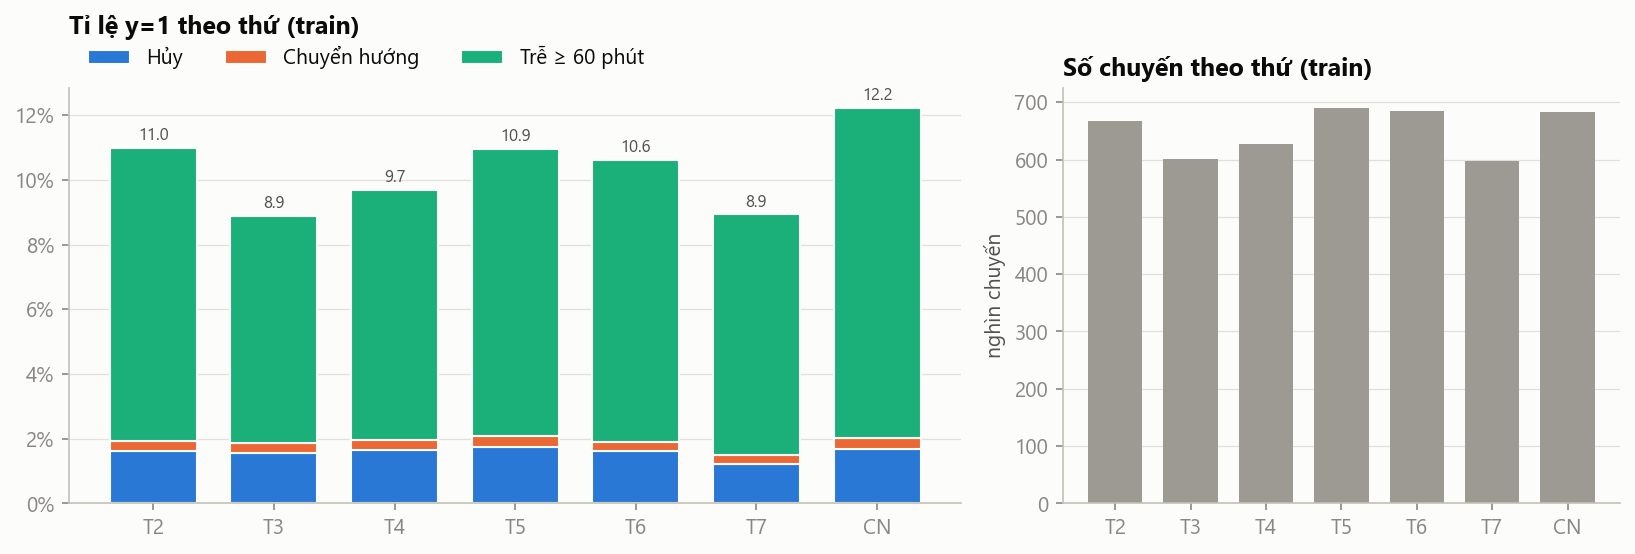 Tỉ lệ y=1 theo thứ (train)
Hủy
Chuyển hướng
Trễ ≥ 60 phút
12%
10%
8%
6%
4%
2%
0%
11.0
8.9
9.7
10.9
10.6
8.9
12.2
T2
T3
T4
T5
T6
T7
CN
Số chuyến theo thứ (train)
nghìn chuyến
700
600
500
400
300
200
100
0
T2
T3
T4
T5
T6
T7
CN